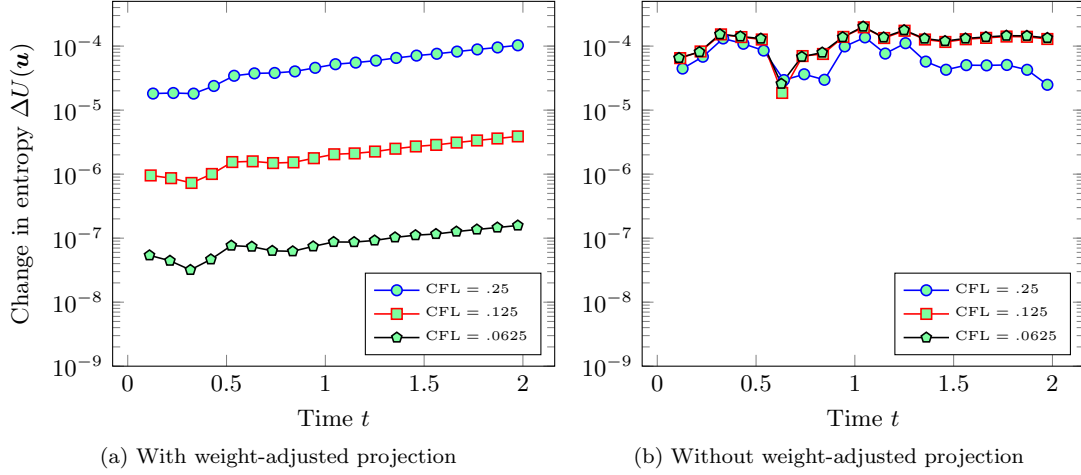 Change in entropy ΔU(u)
10^−4
10^−5
10^−6
10^−7
10^−8
10^−9
0
0.5
1
1.5
2
Time t
CFL = .25
CFL = .125
CFL = .0625
(a) With weight-adjusted projection
10^−4
10^−5
10^−6
10^−7
10^−8
10^−9
0
0.5
1
1.5
2
Time t
CFL = .25
CFL = .125
CFL = .0625
(b) Without weight-adjusted projection